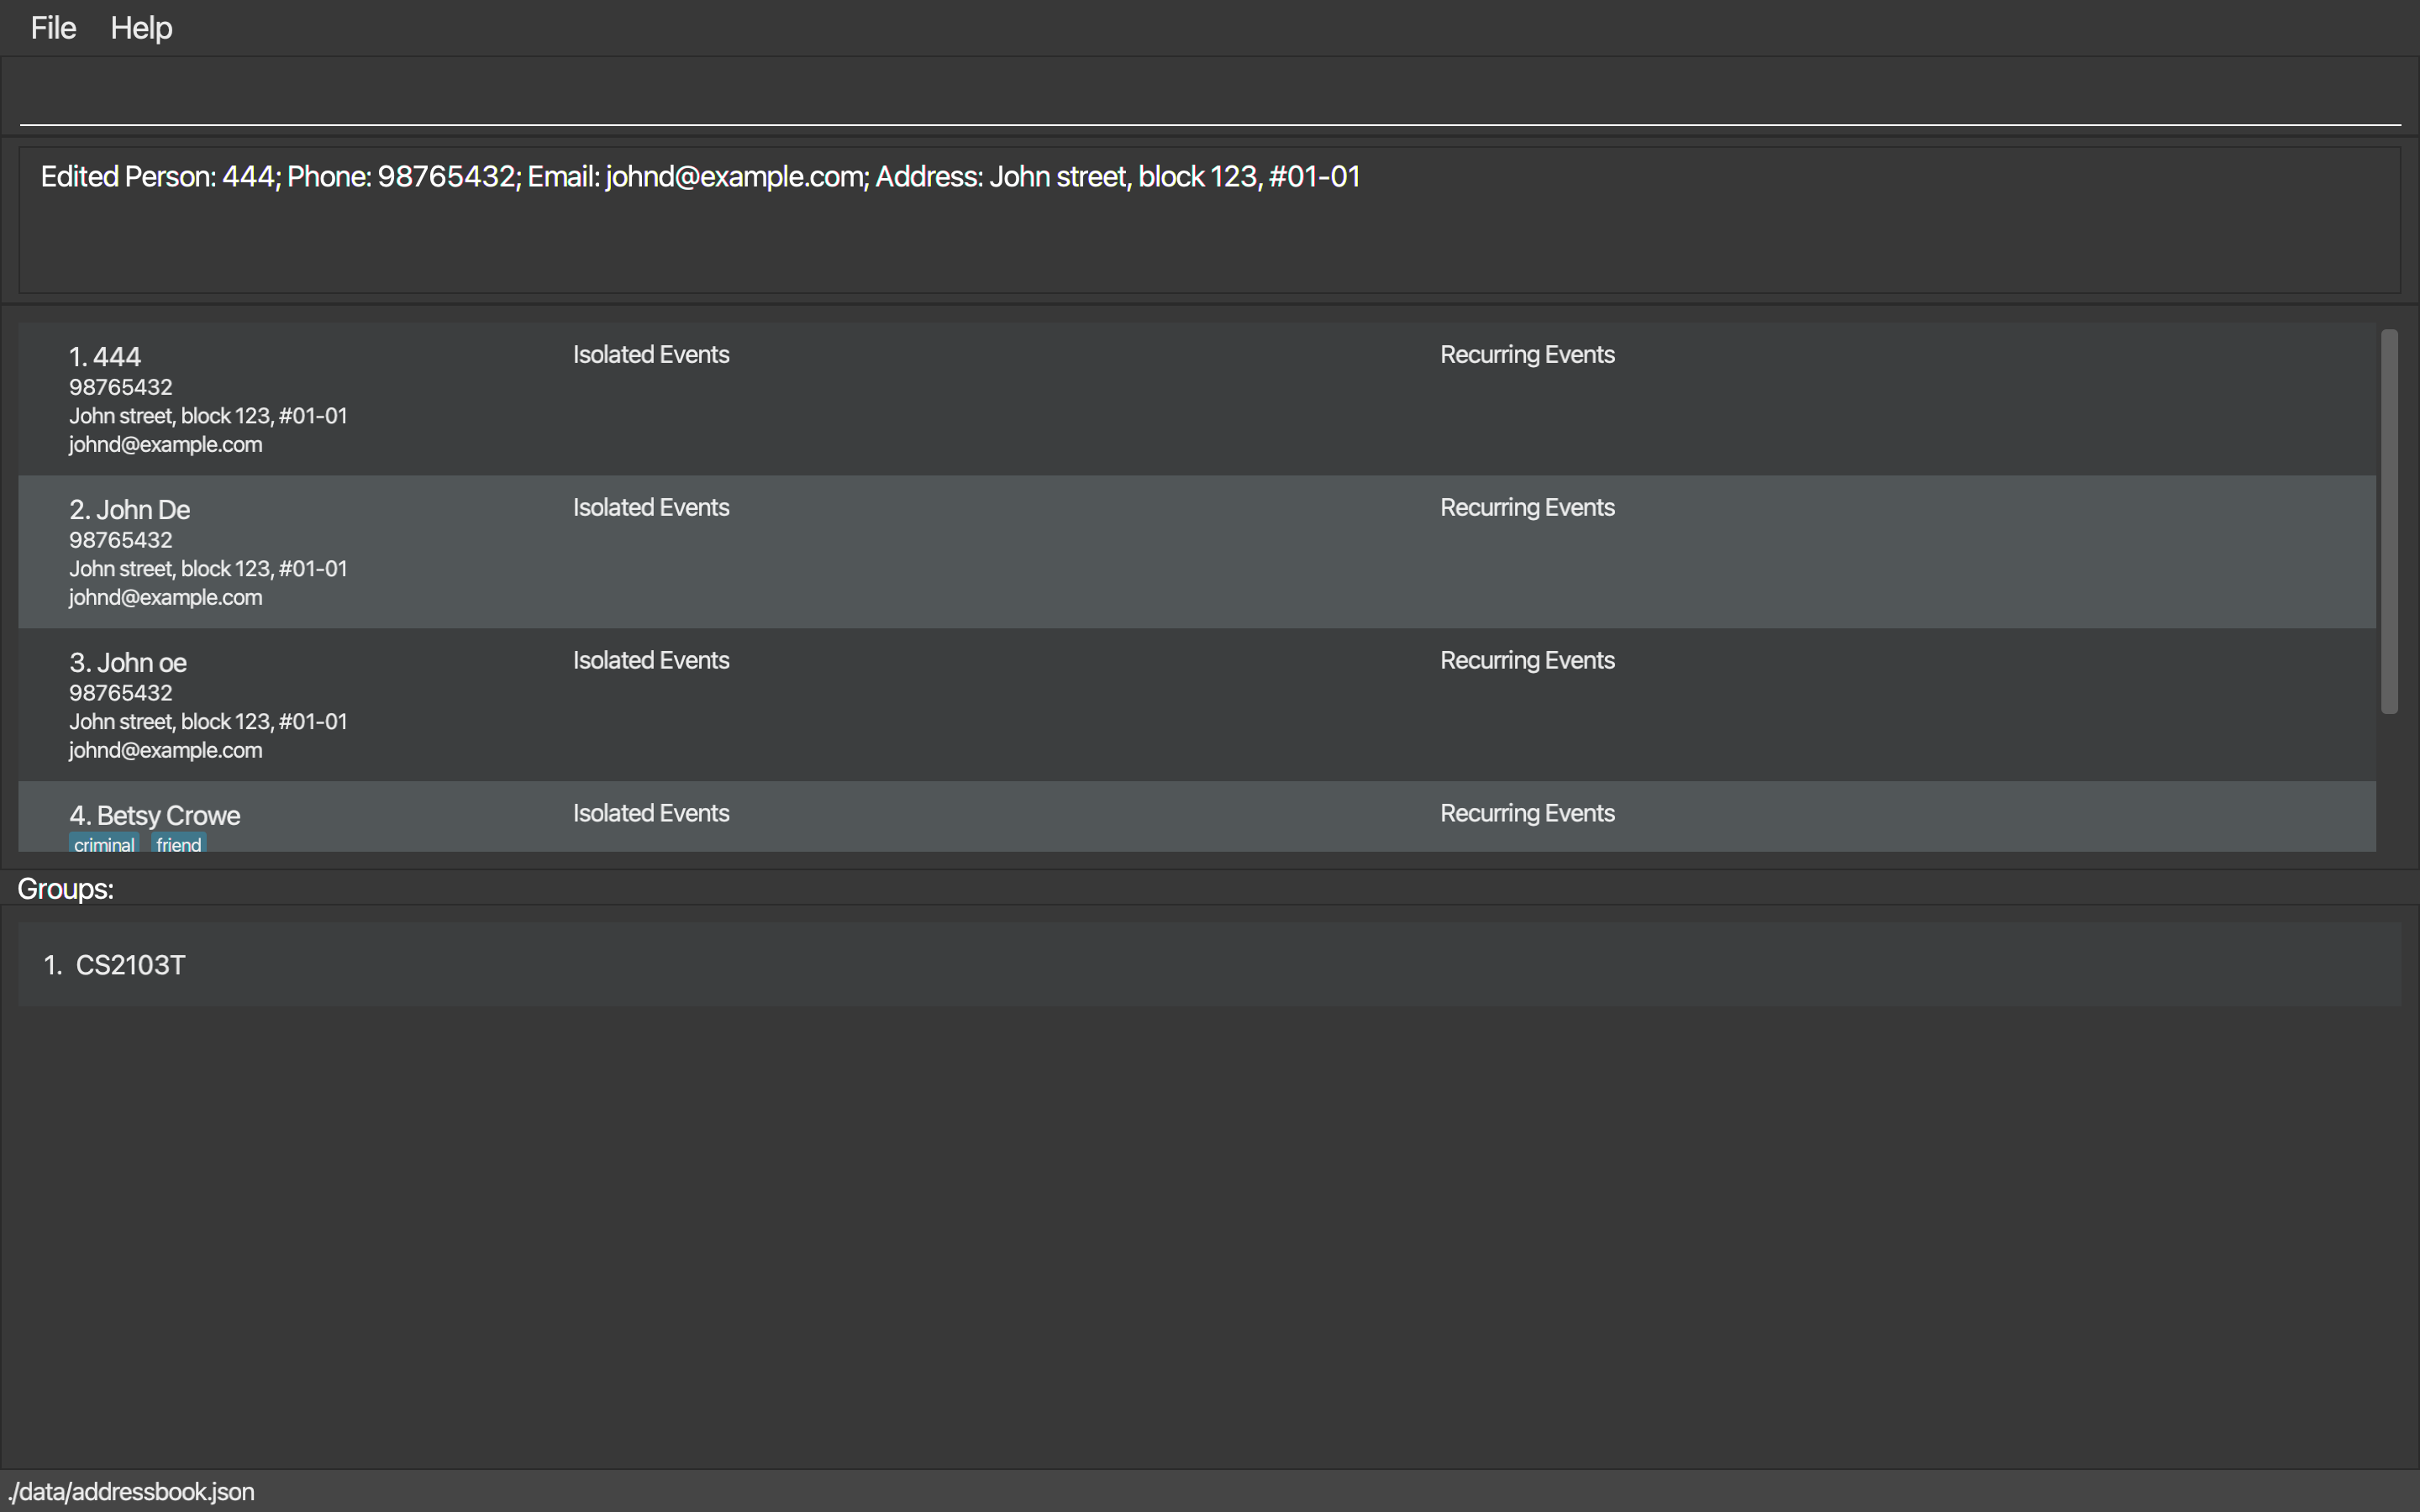 File Help
Edited Person: 444; Phone: 98765432; Email: johnd@example.com; Address: John street, block 123, #01-01
1. 444 Isolated Events Recurring Events
98765432
John street, block 123, #01-01
johnd@example.com
2. John De Isolated Events Recurring Events
98765432
John street, block 123, #01-01
johnd@example.com
3. John oe Isolated Events Recurring Events
98765432
John street, block 123, #01-01
johnd@example.com
4. Betsy Crowe Isolated Events Recurring Events
criminal friend
Groups:
1. CS2103T
./data/addressbook.json